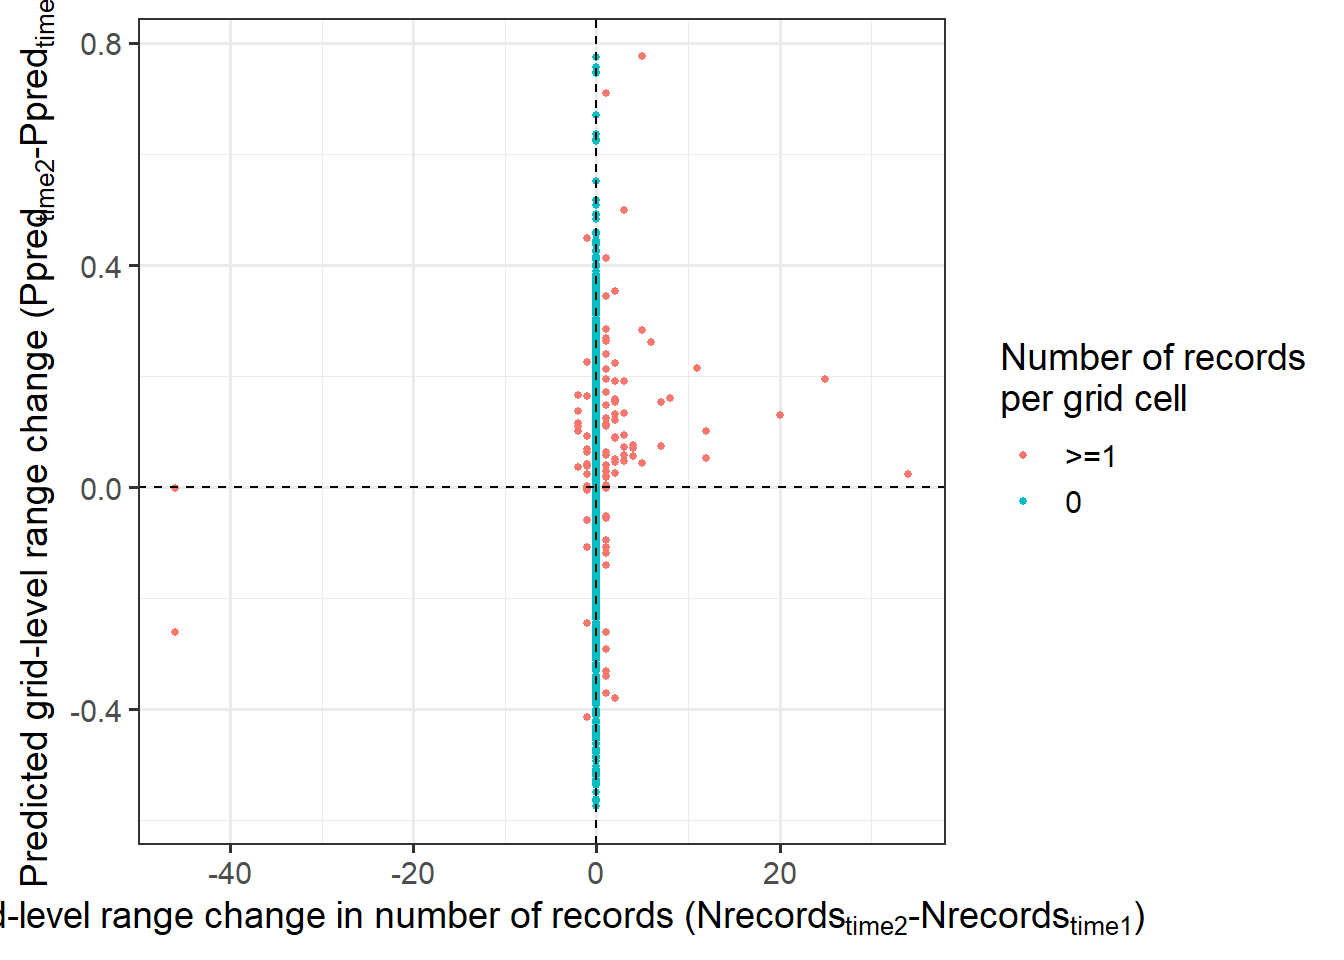 Predicted grid-level range change (Ppredtime2-Ppredtime
0.8
0.4
0.0
-0.4
-40
-20
0
20
d-level range change in number of records (Nrecordstime2-Nrecordstime1)
Number of records
per grid cell
>=1
0